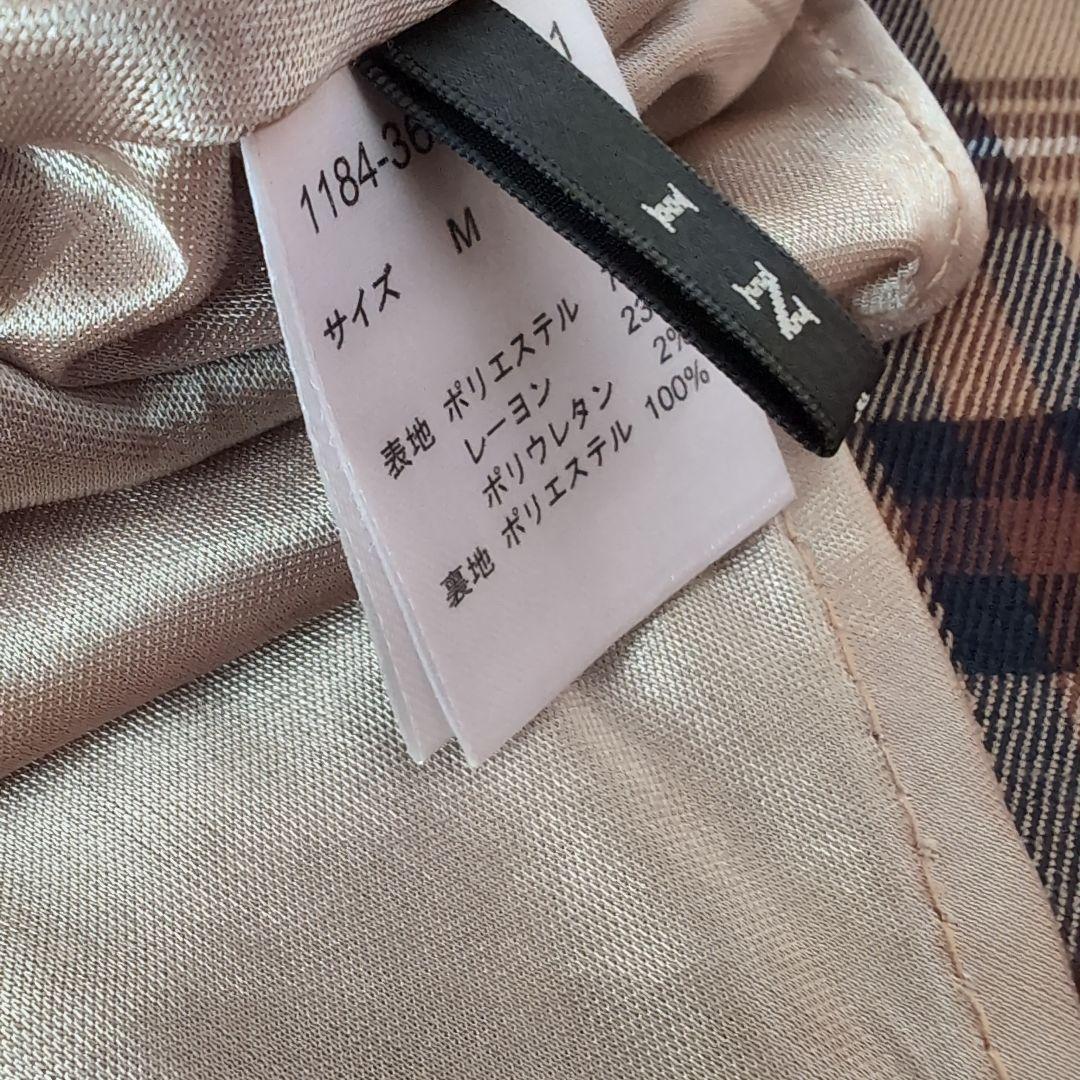 1184-36
1
サイズ M
表地 ポリエステル
レーヨン 23
ポリウレタン 2%
裏地 ポリエステル 100%